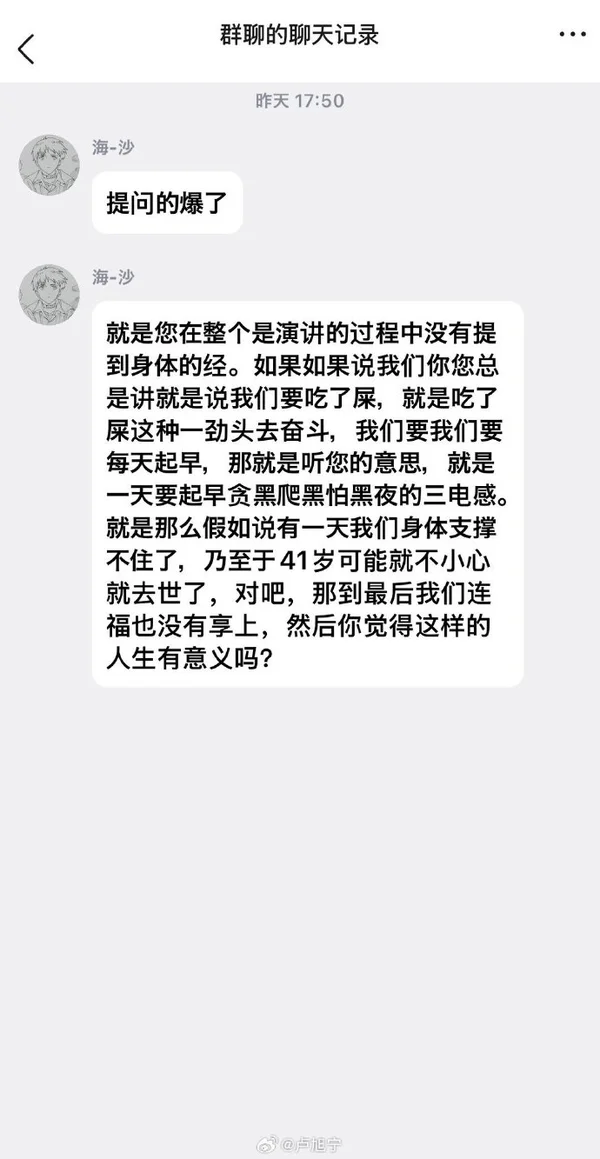 群聊的聊天记录
昨天 17:50
海-沙
提问的爆了
海-沙
就是您在整个是演讲的过程中没有提
到身体的经。如果如果说我们你您总
是讲就是说我们要吃了屎，就是吃了
屎这种一劲头去奋斗，我们要我们要
每天起早，那就是听您的意思，就是
一天要起早贪黑爬黑怕黑夜的三电感。
就是那么假如说有一天我们身体支撑
不住了，乃至于41岁可能就不小心
就去世了，对吧，那到最后我们连
福也没有享上，然后你觉得这样的
人生有意义吗？
@卢旭宁